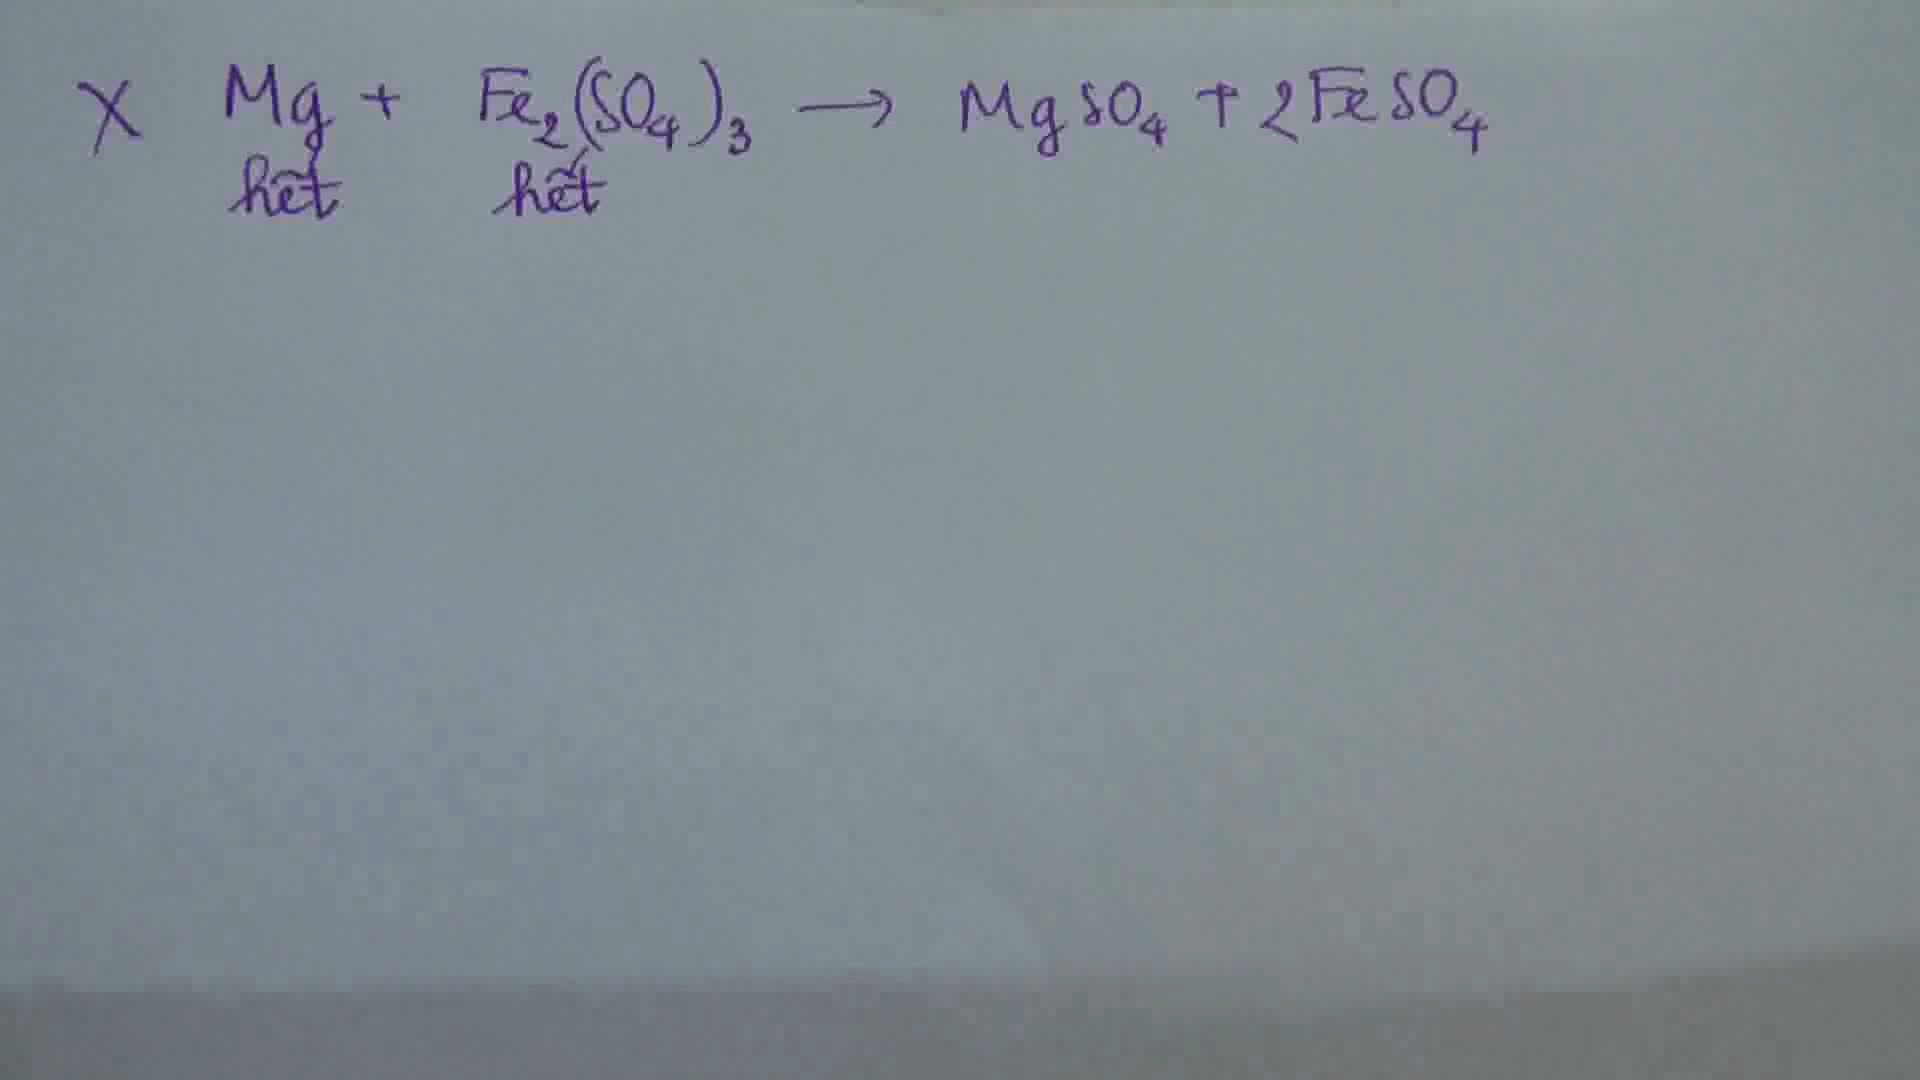 X Mg + Fe₂(SO₄)₃ → MgSO₄ + 2FeSO₄
hết hết